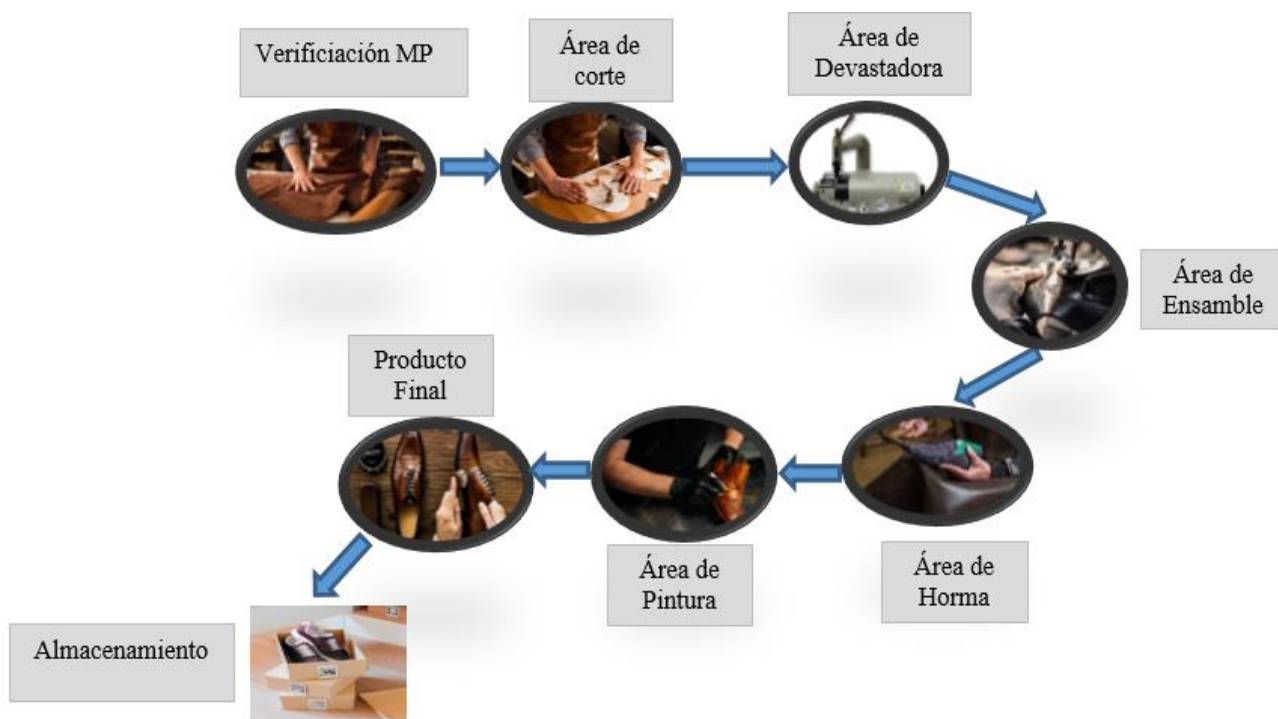 Verificiación MP
Área de
corte
Área de
Devastadora
Área de
Ensamble
Área de
Horma
Área de
Pintura
Producto
Final
Almacenamiento